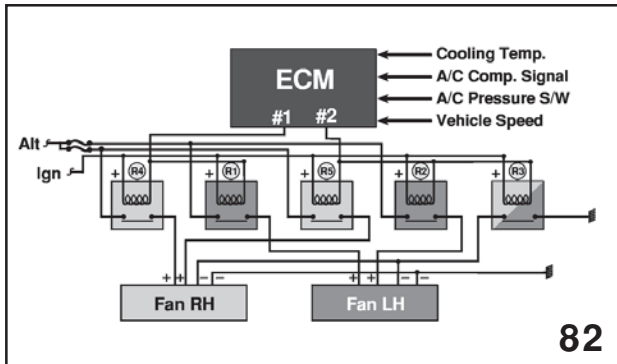 Cooling Temp.
ECM
A/C Comp. Signal
A/C Pressure S/W
#1 #2
Vehicle Speed
Alt
Ign
+ R4 + R1 + R5 + R2 + R3
+ + - - + + - -
Fan RH Fan LH
82